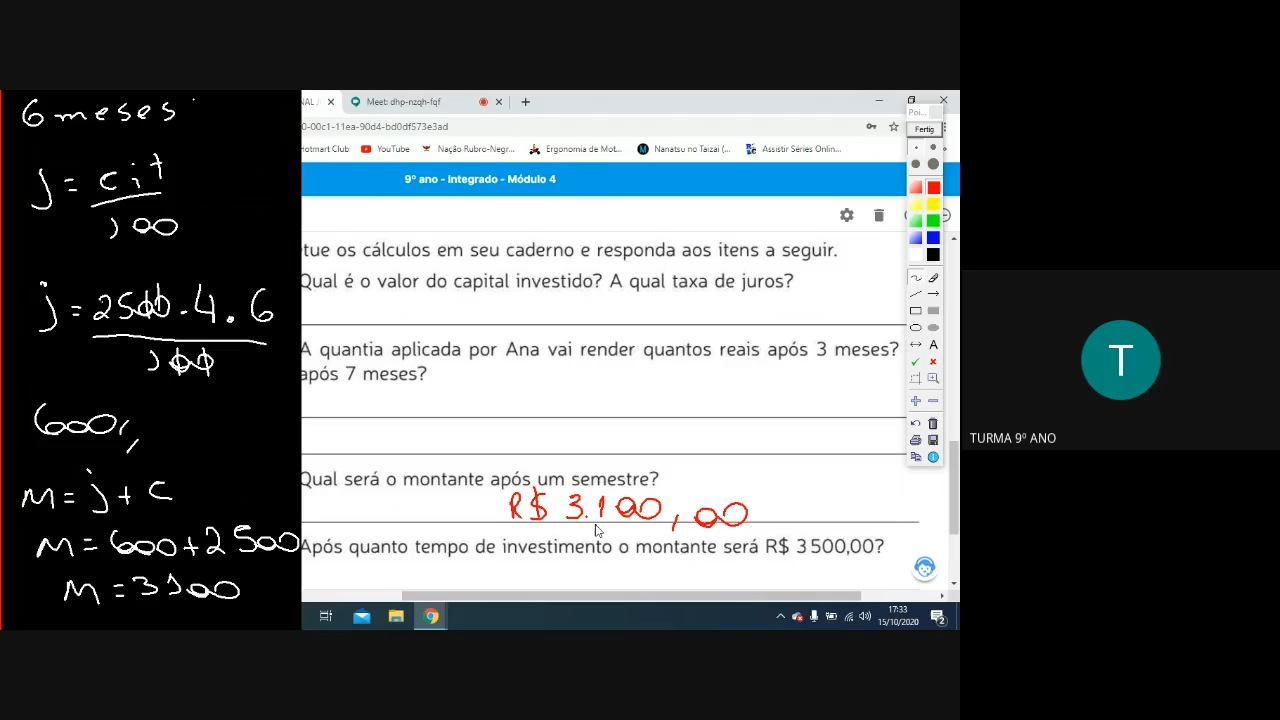 6 meses
j = c i t
100
j = 2500 . 4 . 6
100
600,
M = j + c
M = 600 + 2500
M = 3100
Meet: dhp-nzqh-fqf
0-00c1-11ea-90d4-bd0df573e3ad
Hotmart Club YouTube Nação Rubro-Negr... Ergonomia de Mot... Nanatsu no Taizai (... Assistir Séries Onlin...
9º ano - Integrado - Módulo 4
tue os cálculos em seu caderno e responda aos itens a seguir.
Qual é o valor do capital investido? A qual taxa de juros?
A quantia aplicada por Ana vai render quantos reais após 3 meses?
após 7 meses?
Qual será o montante após um semestre?
R$ 3.100,00
Após quanto tempo de investimento o montante será R$ 3 500,00?
Poi...
Fertig
A
17:33
15/10/2020
2
T
TURMA 9º ANO